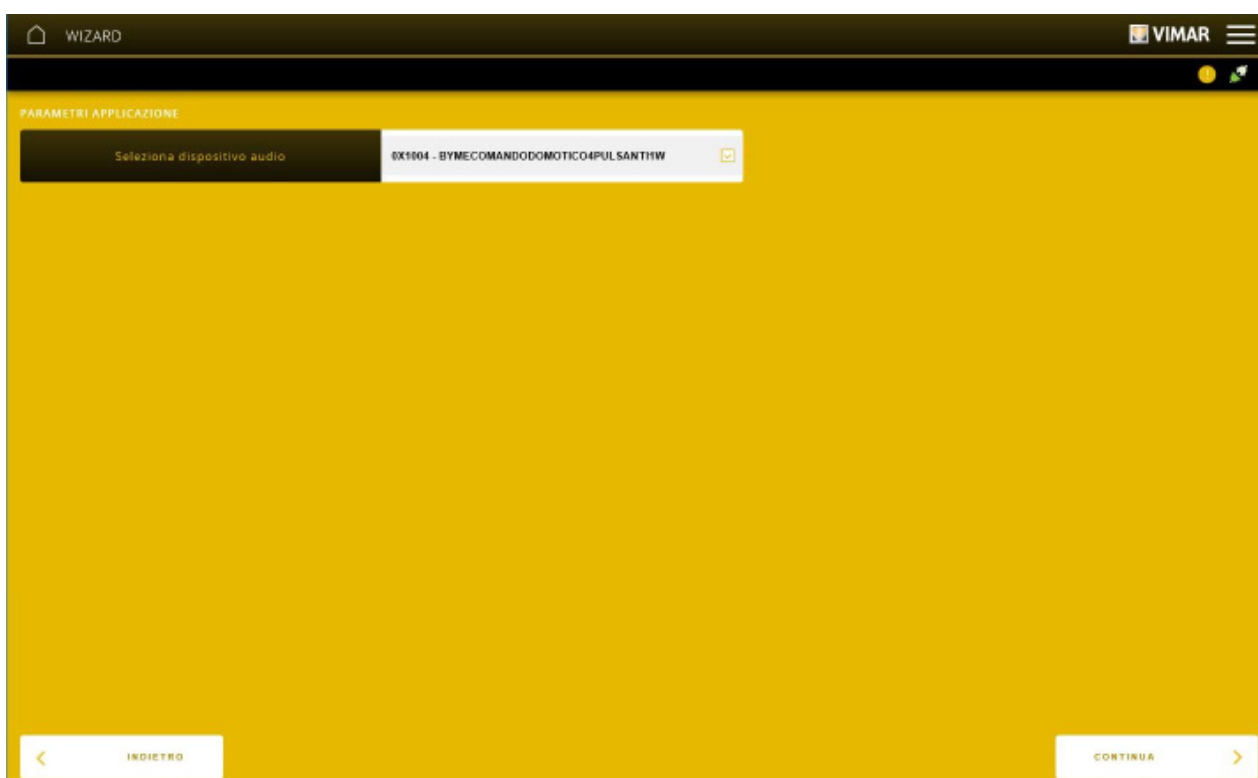 WIZARD
VIMAR
PARAMETRI APPLICAZIONE
Seleziona dispositivo audio
0X1004 - BYMECOMANDODOMOTICO4PULSANTI1W
INDIETRO
CONTINUA